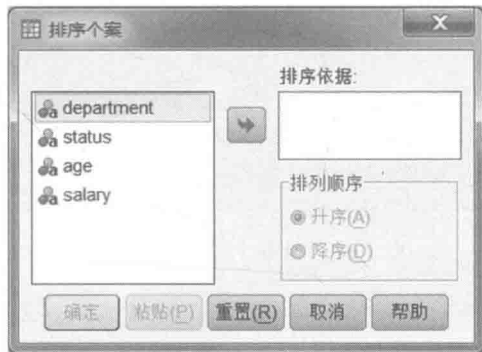 排序个案
排序依据:
department
status
age
salary
排列顺序
升序(A)
降序(D)
确定
粘贴(P)
重置(R)
取消
帮助